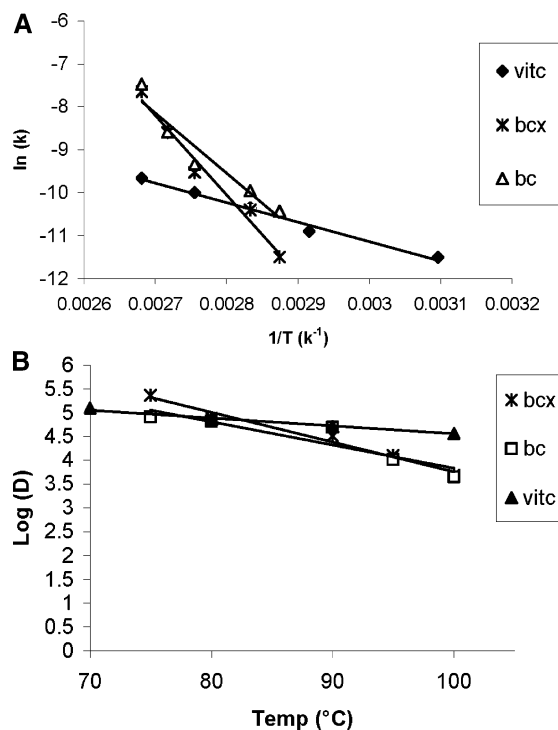 A
-6
-7
-8
-9
-10
-11
-12
ln (k)
0.0026 0.0027 0.0028 0.0029 0.003 0.0031 0.0032
1/T (k-1)
vitc
bcx
bc
B
5.5
5
4.5
4
3.5
3
2.5
2
1.5
1
0.5
0
Log (D)
70 80 90 100
Temp (°C)
bcx
bc
vitc